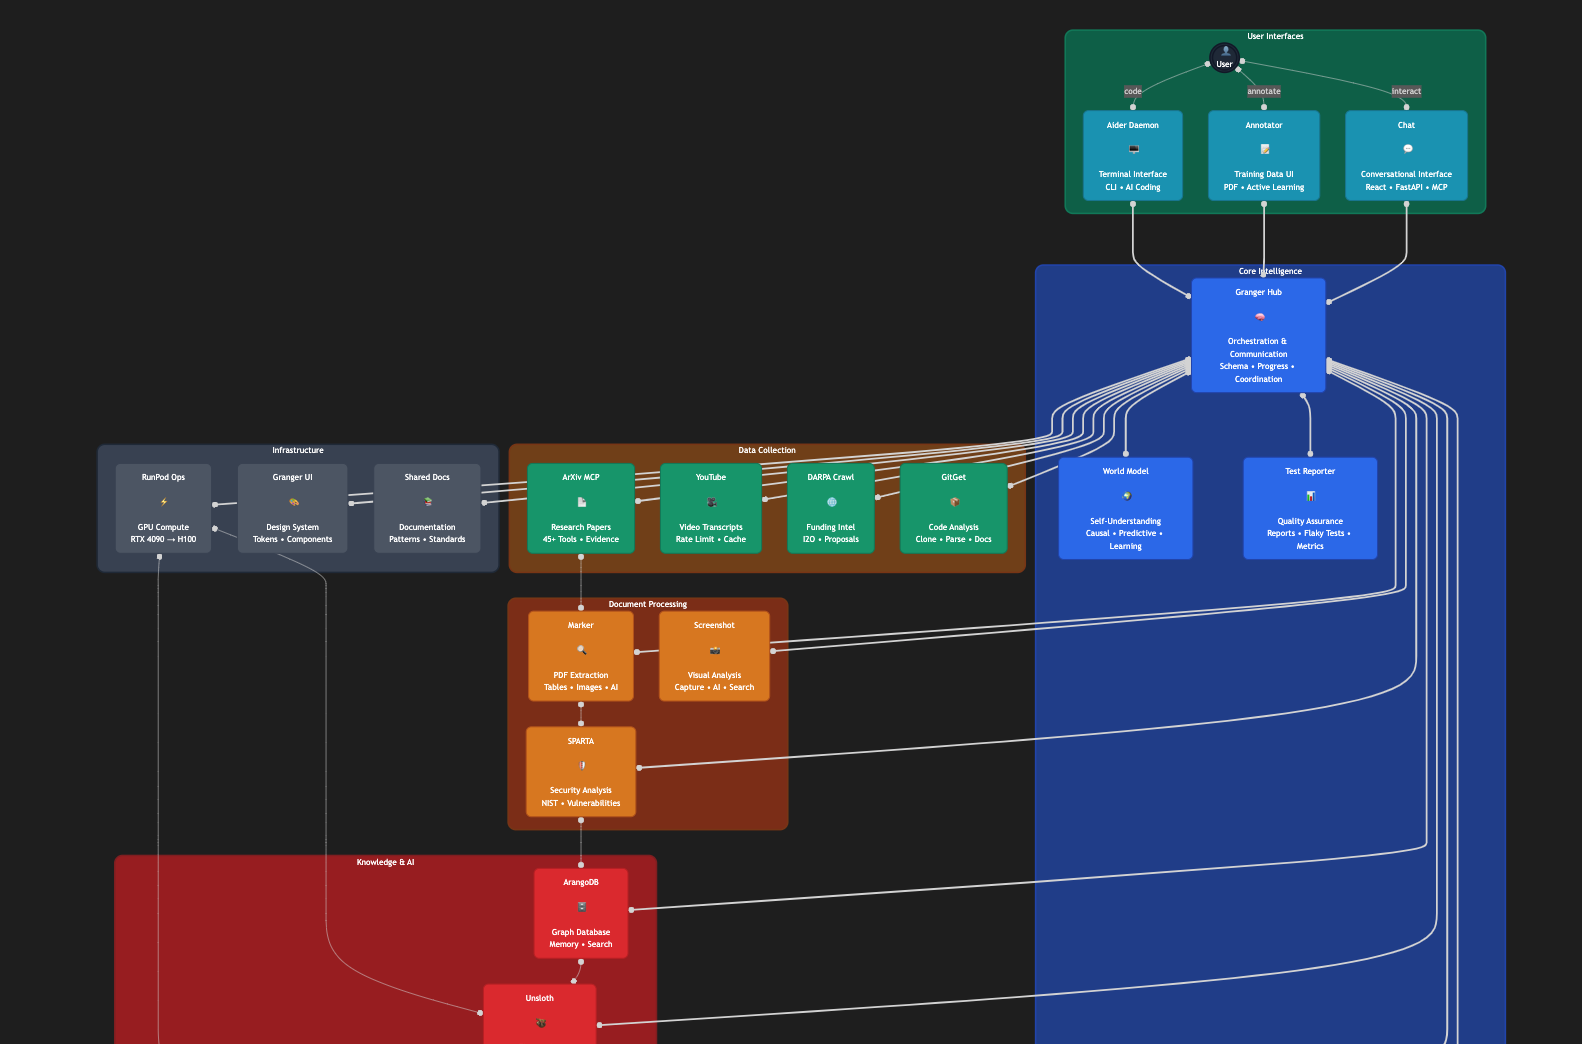 User Interfaces
User
code
annotate
interact
Aider Daemon
Terminal Interface
CLI • AI Coding
Annotator
Training Data UI
PDF • Active Learning
Chat
Conversational Interface
React • FastAPI • MCP
Core Intelligence
Granger Hub
Orchestration &
Communication
Schema • Progress •
Coordination
Infrastructure
RunPod Ops
GPU Compute
RTX 4090 → H100
Granger UI
Design System
Tokens • Components
Shared Docs
Documentation
Patterns • Standards
Data Collection
ArXiv MCP
Research Papers
45+ Tools • Evidence
YouTube
Video Transcripts
Rate Limit • Cache
DARPA Crawl
Funding Intel
I2O • Proposals
GitGet
Code Analysis
Clone • Parse • Docs
World Model
Self-Understanding
Causal • Predictive •
Learning
Test Reporter
Quality Assurance
Reports • Flaky Tests •
Metrics
Document Processing
Marker
PDF Extraction
Tables • Images • AI
Screenshot
Visual Analysis
Capture • AI • Search
SPARTA
Security Analysis
NIST • Vulnerabilities
Knowledge & AI
ArangoDB
Graph Database
Memory • Search
Unsloth